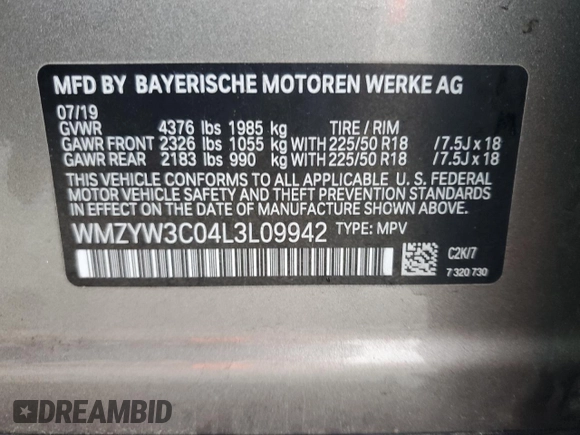 MFD BY BAYERISCHE MOTOREN WERKE AG
07/19
GVWR 4376 lbs 1985 kg TIRE / RIM
GAWR FRONT 2326 lbs 1055 kg WITH 225/50 R18 / 7.5J x 18
GAWR REAR 2183 lbs 990 kg WITH 225/50 R18 / 7.5J x 18
THIS VEHICLE CONFORMS TO ALL APPLICABLE U. S. FEDERAL
MOTOR VEHICLE SAFETY AND THEFT PREVENTION STANDARDS
IN EFFECT ON THE DATE OF MANUFACTURE SHOWN ABOVE.
WMZYW3C04L3L09942 TYPE: MPV
C2K/7
7 320 730
DREAMBID